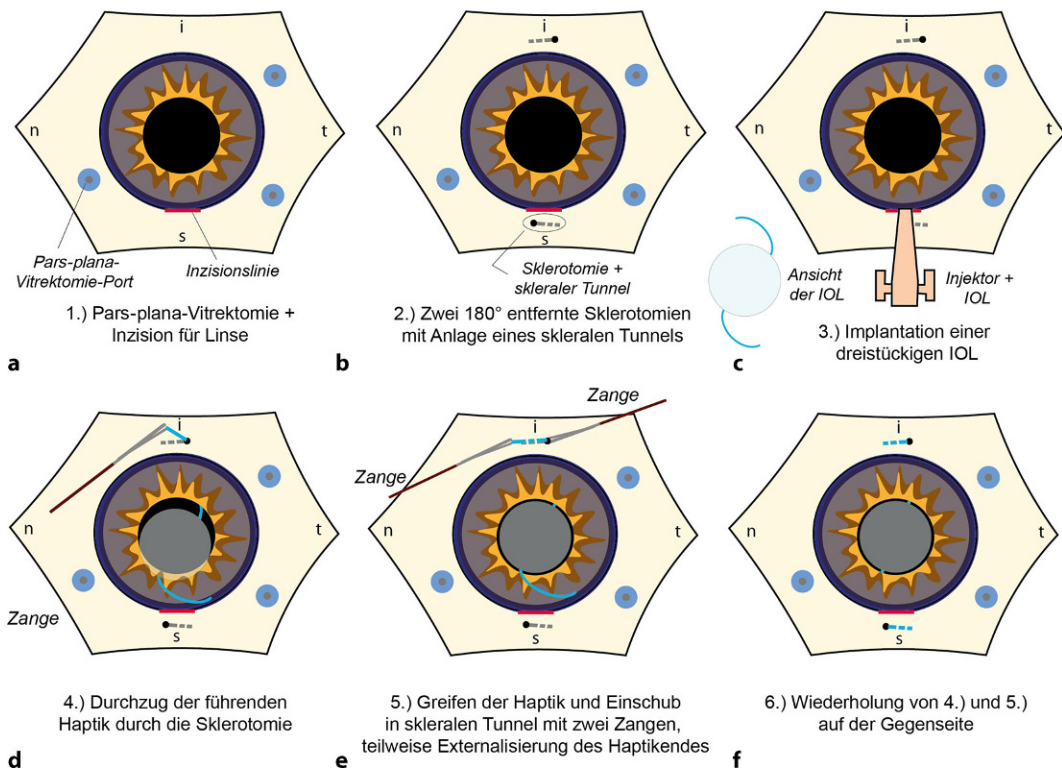 i
n
t
s
Pars-plana-
Vitrektomie-Port
Inzisionslinie
1.) Pars-plana-Vitrektomie +
Inzision für Linse
a
i
n
t
s
Sklerotomie +
skleraler Tunnel
2.) Zwei 180° entfernte Sklerotomien
mit Anlage eines skleralen Tunnels
b
i
n
t
Ansicht
der IOL
Injektor +
IOL
3.) Implantation einer
dreistückigen IOL
c
i
n
t
s
Zange
4.) Durchzug der führenden
Haptik durch die Sklerotomie
d
Zange
i
Zange
n
t
s
5.) Greifen der Haptik und Einschub
in skleralen Tunnel mit zwei Zangen,
teilweise Externalisierung des Haptikendes
e
i
n
t
s
6.) Wiederholung von 4.) und 5.)
auf der Gegenseite
f